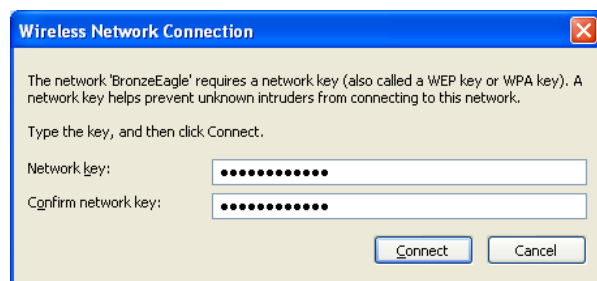 Wireless Network Connection
The network 'BronzeEagle' requires a network key (also called a WEP key or WPA key). A
network key helps prevent unknown intruders from connecting to this network.
Type the key, and then click Connect.
Network key: ●●●●●●●●●●●●
Confirm network key: ●●●●●●●●●●●●
Connect Cancel